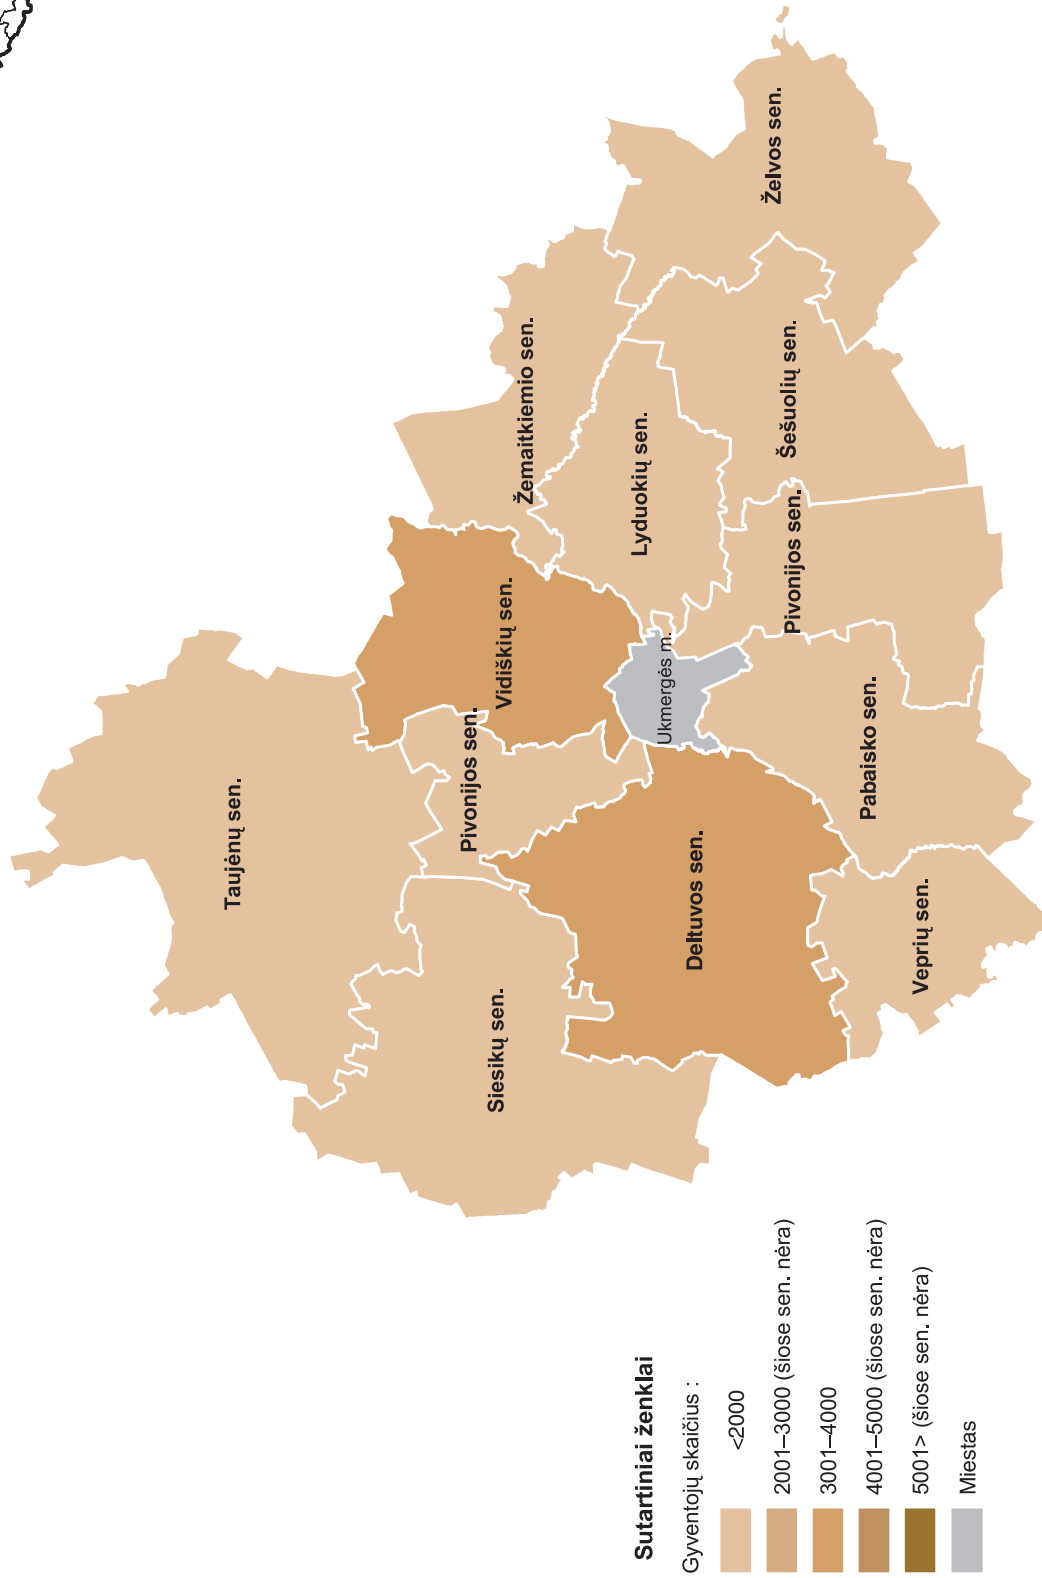 Taujėnų sen.
Siesikų sen.
Pivonijos sen.
Vidiškių sen.
Žemaitkiemio sen.
Želvos sen.
Lyduokių sen.
Ukmergės m.
Deltuvos sen.
Šešuolių sen.
Pivonijos sen.
Pabaisko sen.
Veprių sen.
Sutartiniai ženklai
Gyventojų skaičius :
<2000
2001–3000 (šiose sen. nėra)
3001–4000
4001–5000 (šiose sen. nėra)
5001> (šiose sen. nėra)
Miestas